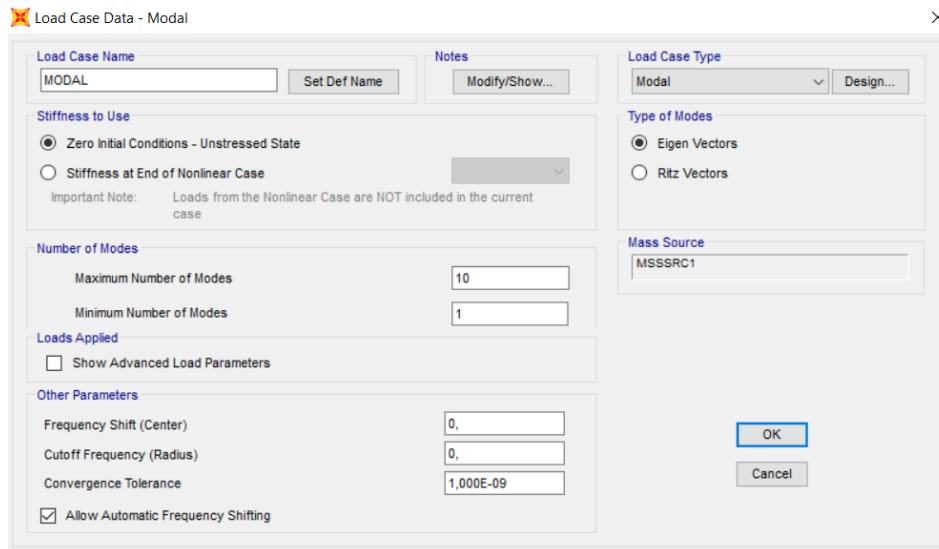 Load Case Data - Modal
Load Case Name
MODAL
Set Def Name
Notes
Modify/Show...
Load Case Type
Modal
Design...
Stiffness to Use
Zero Initial Conditions - Unstressed State
Stiffness at End of Nonlinear Case
Important Note: Loads from the Nonlinear Case are NOT included in the current
case
Type of Modes
Eigen Vectors
Ritz Vectors
Number of Modes
Maximum Number of Modes 10
Minimum Number of Modes 1
Mass Source
MSSSRC1
Loads Applied
Show Advanced Load Parameters
Other Parameters
Frequency Shift (Center) 0,
Cutoff Frequency (Radius) 0,
Convergence Tolerance 1,000E-09
Allow Automatic Frequency Shifting
OK
Cancel